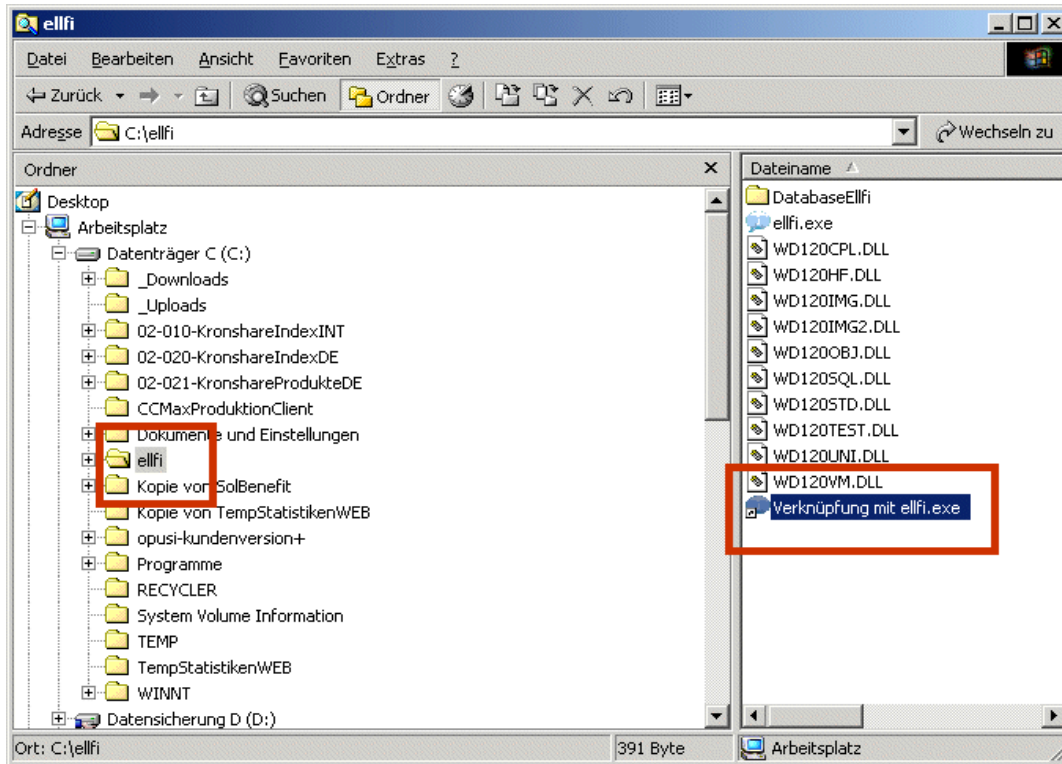 ellfi
Datei Bearbeiten Ansicht Favoriten Extras ?
Zurück Suchen Ordner
Adresse C:\ellfi Wechseln zu
Ordner
Desktop
Arbeitsplatz
Datenträger C (C:)
_Downloads
_Uploads
02-010-KronshareIndexINT
02-020-KronshareIndexDE
02-021-KronshareProdukteDE
CCMaxProduktionClient
Dokumente und Einstellungen
ellfi
Kopie von SolBenefit
Kopie von TempStatistikenWEB
opusi-kundenversion+
Programme
RECYCLER
System Volume Information
TEMP
TempStatistikenWEB
WINNT
Datensicherung D (D:)
Dateiname
DatabaseEllfi
ellfi.exe
WD120CPL.DLL
WD120HF.DLL
WD120IMG.DLL
WD120IMG2.DLL
WD120OBJ.DLL
WD120SQL.DLL
WD120STD.DLL
WD120TEST.DLL
WD120UNI.DLL
WD120VM.DLL
Verknüpfung mit ellfi.exe
Ort: C:\ellfi 391 Byte Arbeitsplatz